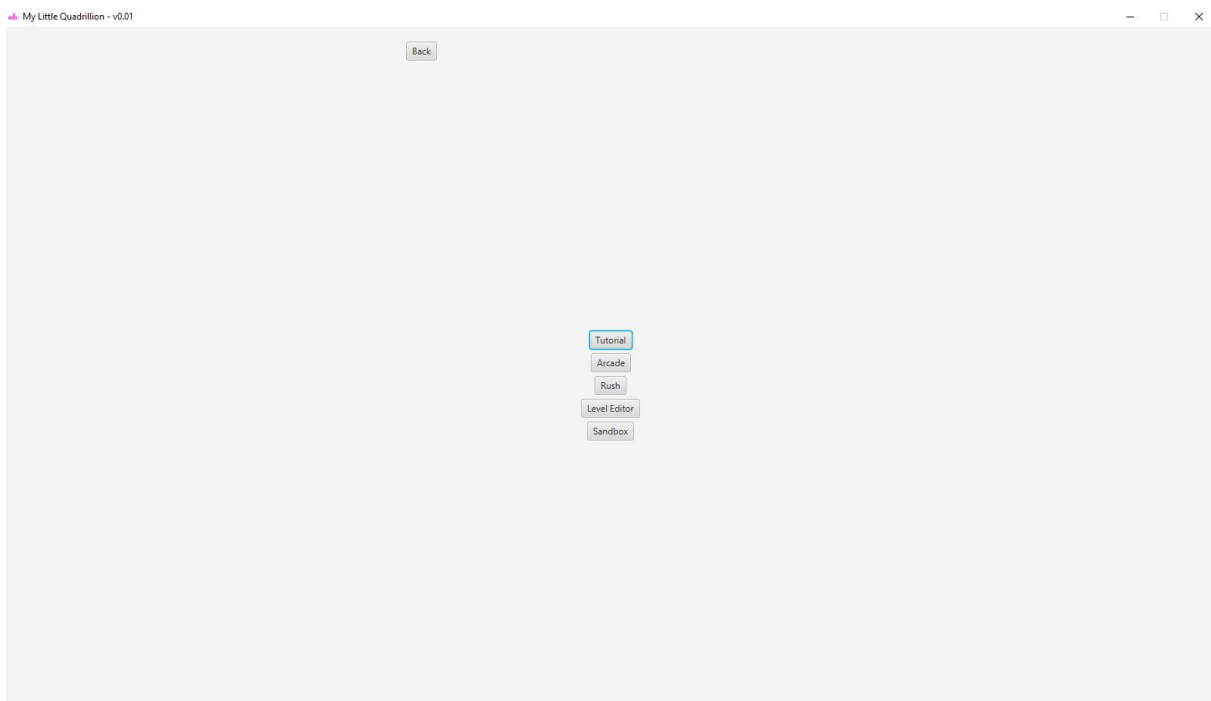 My Little Quadrillion - v0.01
Back
Tutorial
Arcade
Rush
Level Editor
Sandbox